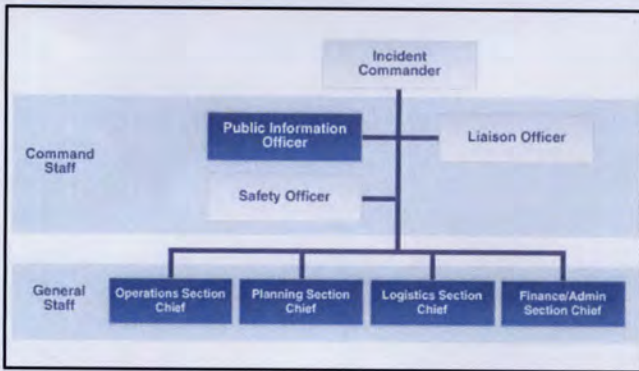 Incident
Commander
Command
Staff
Public Information
Officer
Liaison Officer
Safety Officer
General
Staff
Operations Section
Chief
Planning Section
Chief
Logistics Section
Chief
Finance/Admin
Section Chief